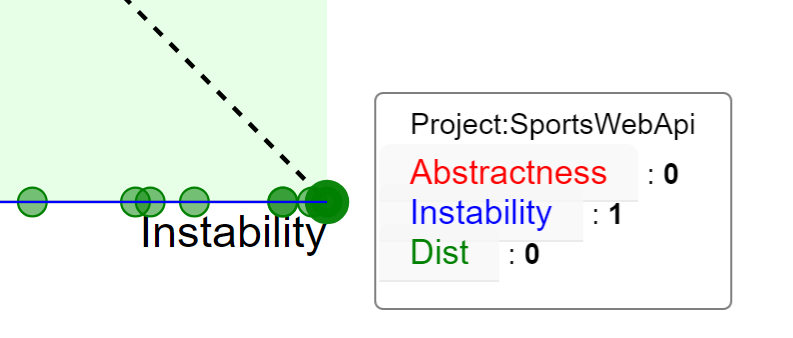 Instability
Project:SportsWebApi
Abstractness : 0
Instability : 1
Dist : 0